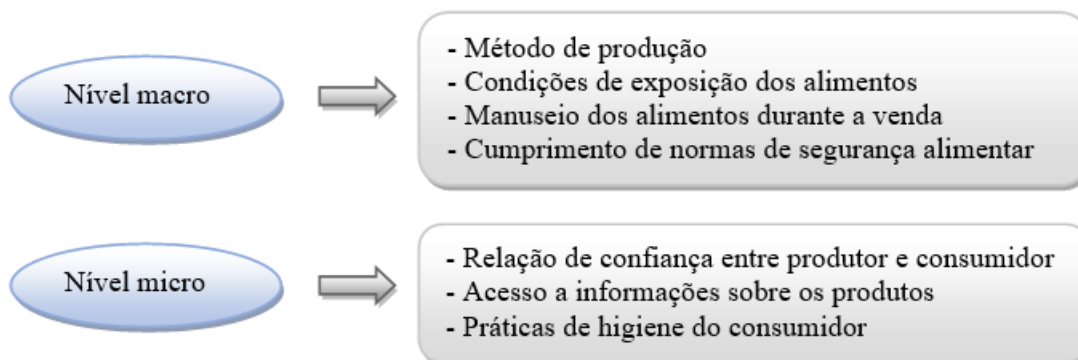 Nível macro
- Método de produção
- Condições de exposição dos alimentos
- Manuseio dos alimentos durante a venda
- Cumprimento de normas de segurança alimentar
Nível micro
- Relação de confiança entre produtor e consumidor
- Acesso a informações sobre os produtos
- Práticas de higiene do consumidor